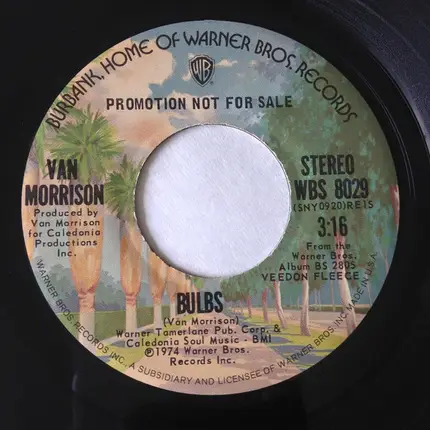 BURBANK, HOME OF WARNER BROS. RECORDS
WB
PROMOTION NOT FOR SALE
VAN
MORRISON
Produced by
Van Morrison
for Caledonia
Productions
Inc.
STEREO
WBS 8029
(SNY0920)RE1S
3:16
From the
Warner Bros.
Album BS 2805
VEEDON FLEECE
BULBS
(Van Morrison)
Warner Tamerlane Pub. Corp. &
Caledonia Soul Music - BMI
℗1974 Warner Bros.
Records Inc.
WARNER BROS. RECORDS INC., A SUBSIDIARY AND LICENSEE OF WARNER BROS. INC.
MADE IN U.S.A.